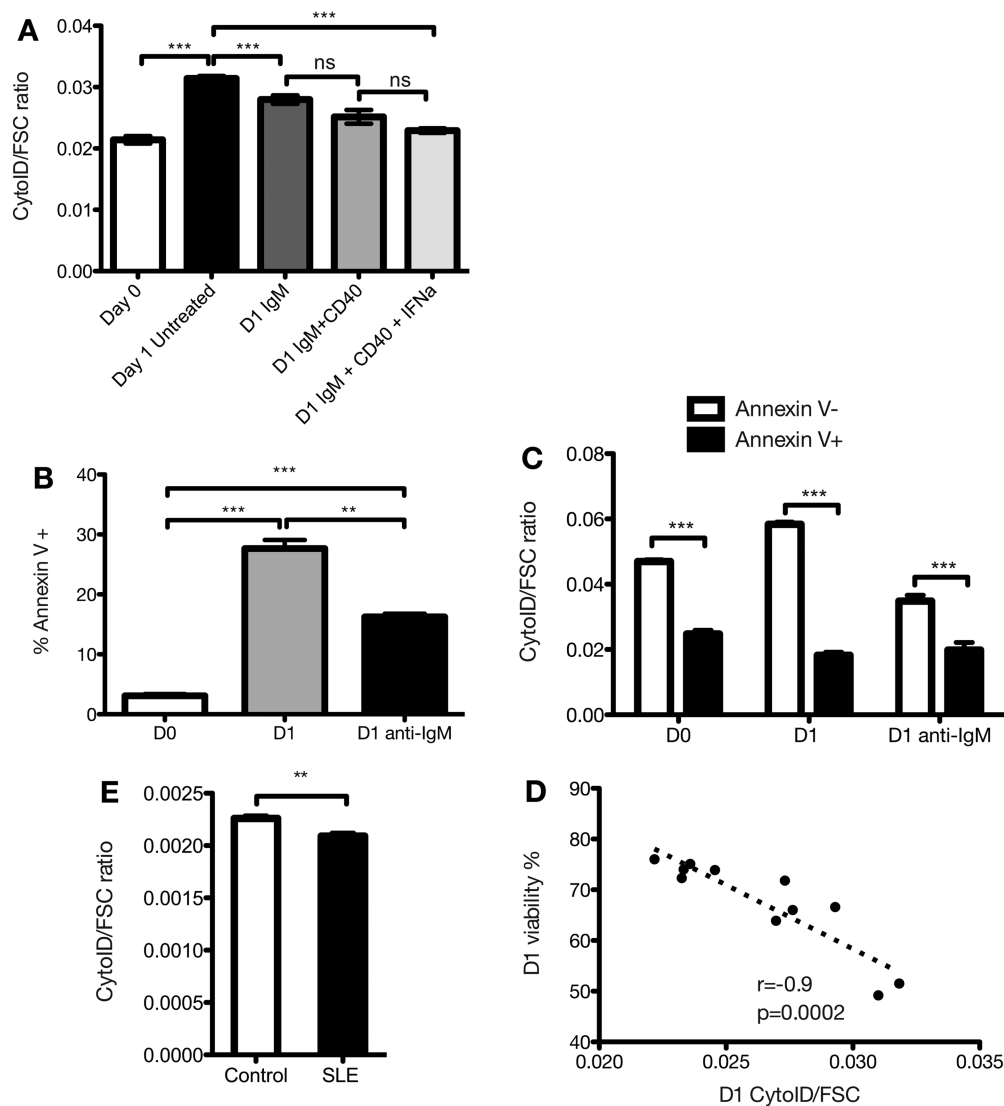 A
CytoID/FSC ratio
0.04
0.03
0.02
0.01
0.00
***
***
***
ns
ns
Day 0
Day 1 Untreated
D1 IgM
D1 IgM+CD40
D1 IgM + CD40 + IFNa
B
% Annexin V +
40
30
20
10
0
***
***
**
D0
D1
D1 anti-IgM
Annexin V-
Annexin V+
C
CytoID/FSC ratio
0.08
0.06
0.04
0.02
0.00
***
***
***
D0
D1
D1 anti-IgM
E
CytoID/FSC ratio
0.0025
0.0020
0.0015
0.0010
0.0005
0.0000
**
Control
SLE
D
D1 viability %
90
80
70
60
50
40
r=-0.9
p=0.0002
0.020
0.025
0.030
0.035
D1 CytoID/FSC